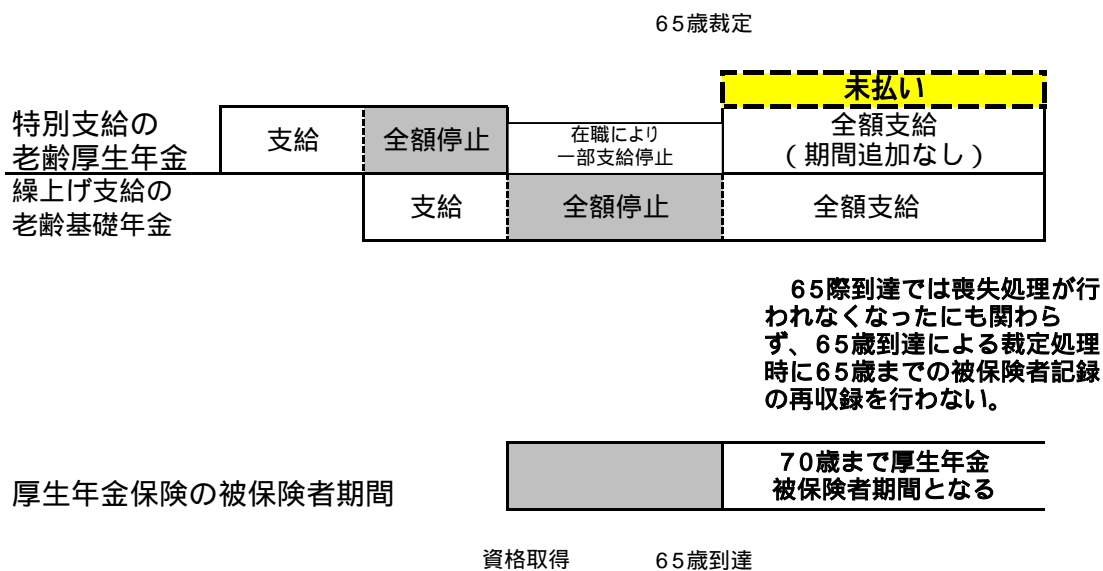 65歳裁定
未払い
特別支給の
老齢厚生年金
支給
全額停止
在職により
一部支給停止
全額支給
(期間追加なし)
繰上げ支給の
老齢基礎年金
支給
全額停止
全額支給
65際到達では喪失処理が行
われなくなったにも関わら
ず、65歳到達による裁定処理
時に65歳までの被保険者記録
の再収録を行わない。
厚生年金保険の被保険者期間
70歳まで厚生年金
被保険者期間となる
資格取得
65歳到達